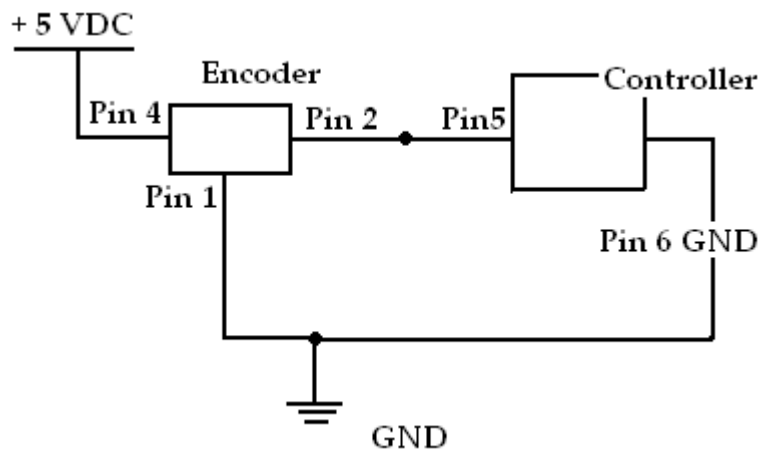 + 5 VDC
Encoder
Controller
Pin 4
Pin 2
Pin5
Pin 1
Pin 6 GND
GND